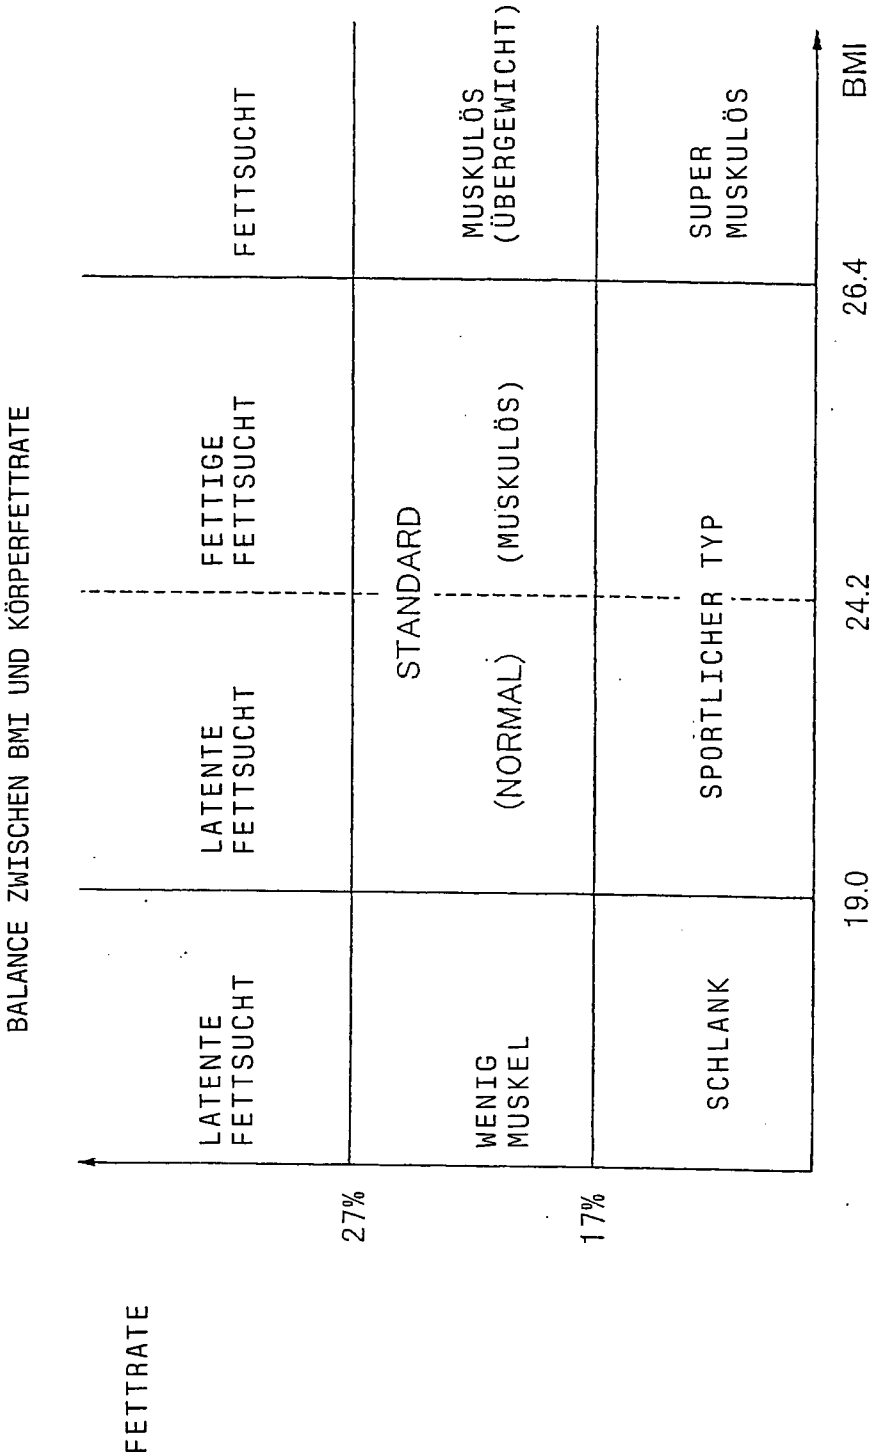 BALANCE ZWISCHEN BMI UND KÖRPERFETTRATE
FETTRATE
LATENTE
FETTSUCHT
LATENTE
FETTSUCHT
FETTIGE
FETTSUCHT
FETTSUCHT
27%
STANDARD
WENIG
MUSKEL
(NORMAL)
(MUSKULÖS)
MUSKULÖS
(ÜBERGEWICHT)
17%
SCHLANK
SPORTLICHER TYP
SUPER
MUSKULÖS
19.0
24.2
26.4
BMI